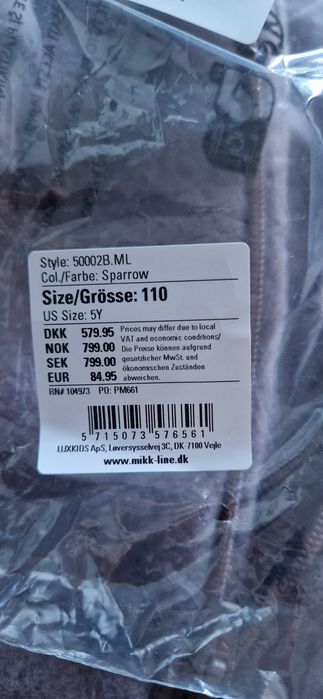 Style: 50002B.ML
Col./Farbe: Sparrow
Size/Grösse: 110
US Size: 5Y
DKK 579.95
NOK 799.00
SEK 799.00
EUR 84.95
Prices may differ due to local
VAT and economic conditions/
Die Preise können aufgrund
gesetzlicher MwSt. und
ökonomischen Zuständen
abweichen.
RN# 104973 PO: PM661
5 715073 576561
LUXKIDS ApS, Løversysselvej 3C, DK-7100 Vejle
www.mikk-line.dk